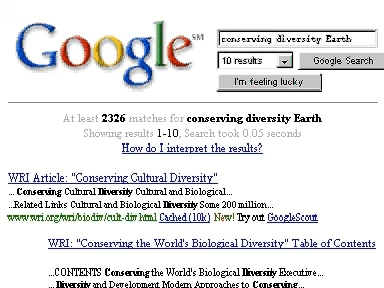 Google SM
conserving diversity Earth
10 results Google Search
I'm feeling lucky
At least 2326 matches for conserving diversity Earth
Showing results 1-10, Search took 0.05 seconds
How do I interpret the results?
WRI Article: "Conserving Cultural Diversity"
... Conserving Cultural Diversity Cultural and Biological...
...Related Links Cultural and Biological Diversity Some 200 million...
www.wri.org/wri/biodiv/cult-div.html Cached (10k) New! Try out GoogleScout
WRI: "Conserving the World's Biological Diversity" Table of Contents
...CONTENTS Conserving the World's Biological Diversity Executive...
...Diversity and Development Modern Approaches to Conserving...